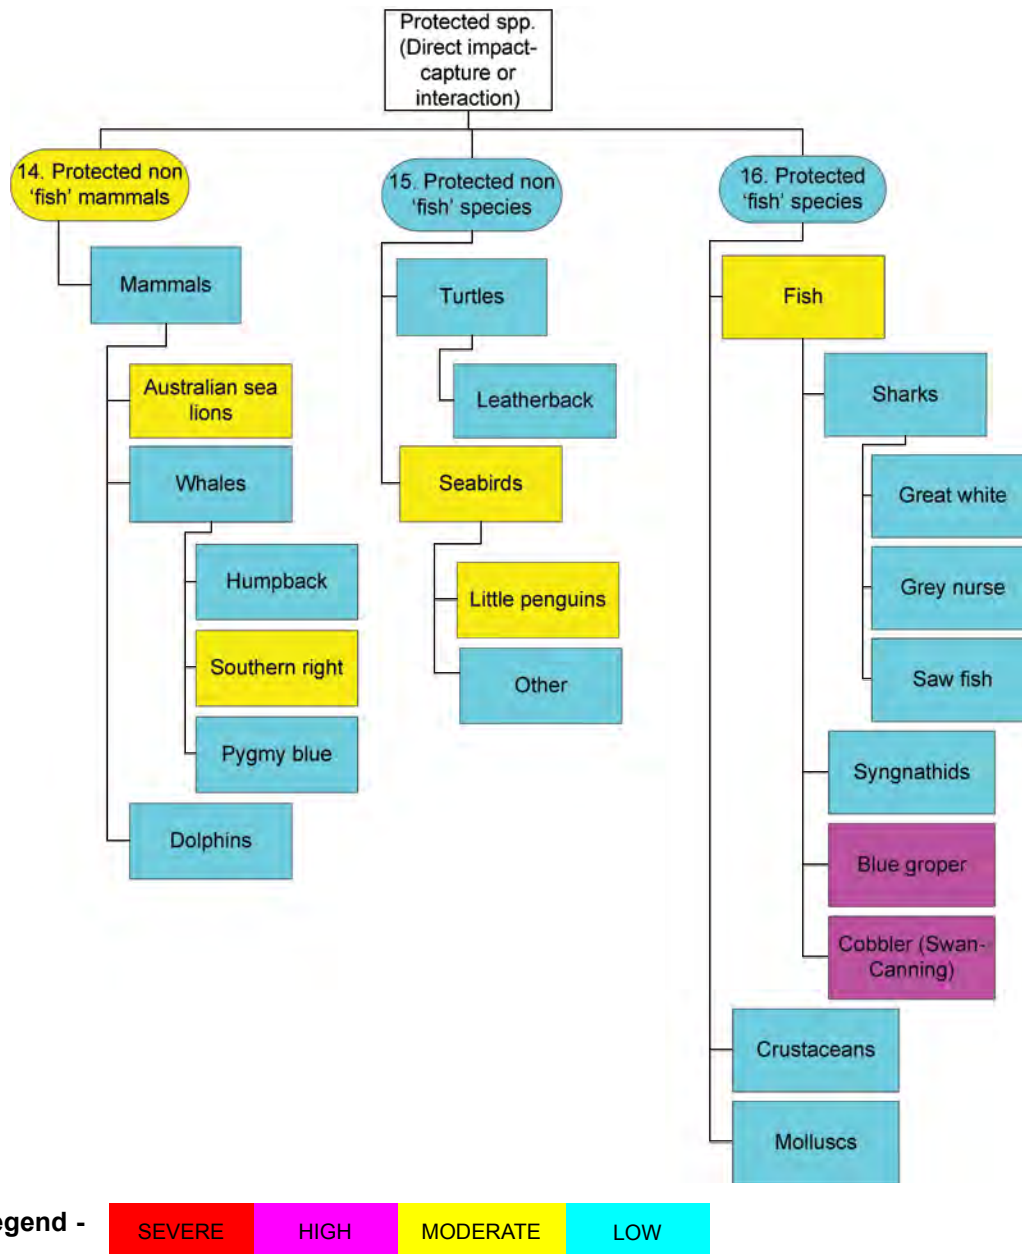 Protected spp.
(Direct impact-
capture or
interaction)
14. Protected non
‘fish’ mammals
15. Protected non
‘fish’ species
16. Protected
‘fish’ species
Mammals
Australian sea
lions
Whales
Humpback
Southern right
Pygmy blue
Dolphins
Turtles
Leatherback
Seabirds
Little penguins
Other
Fish
Sharks
Great white
Grey nurse
Saw fish
Syngnathids
Blue groper
Cobbler (Swan-
Canning)
Crustaceans
Molluscs
egend -
SEVERE
HIGH
MODERATE
LOW